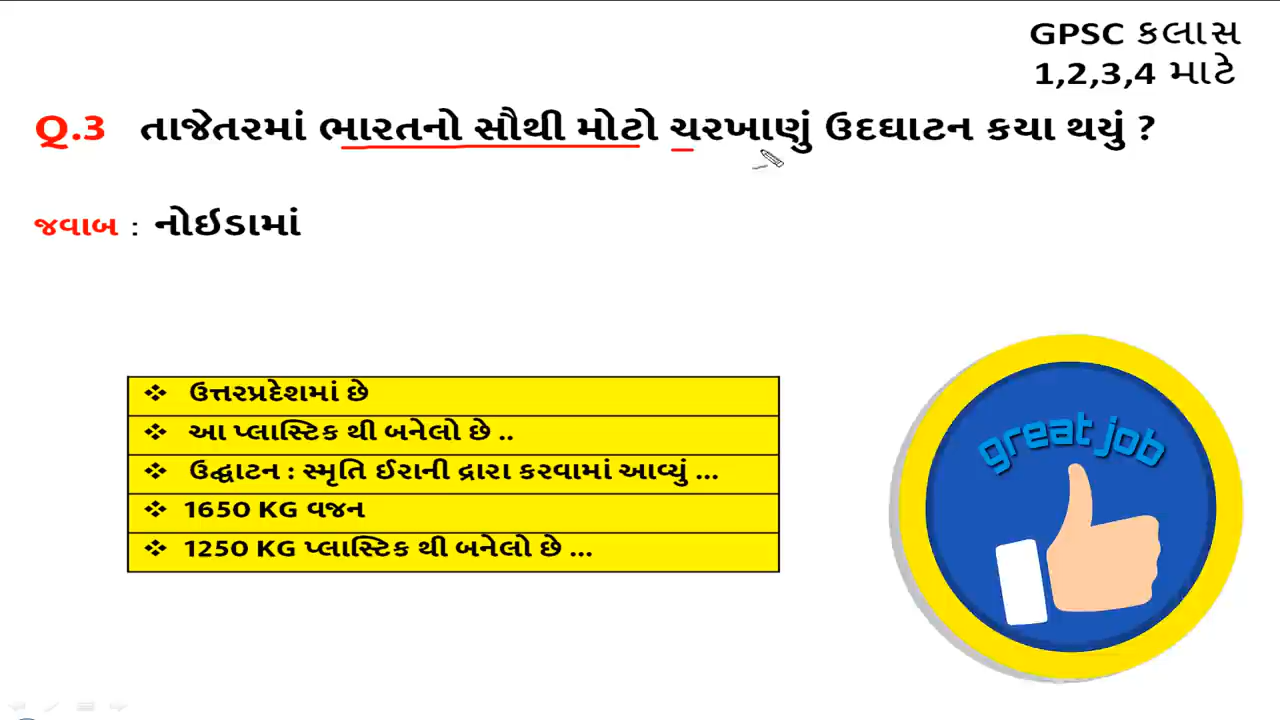 GPSC કલાસ
1,2,3,4 માટે
Q.3 તાજેતરમાં ભારતનો સૌથી મોટો ચરખાણું ઉદઘાટન કયા થયું ?
જવાબ : નોઇડામાં
❖ ઉત્તરપ્રદેશમાં છે
❖ આ પ્લાસ્ટિક થી બનેલો છે ..
❖ ઉદ્ઘાટન : સ્મૃતિ ઈરાની દ્રારા કરવામાં આવ્યું ...
❖ 1650 KG વજન
❖ 1250 KG પ્લાસ્ટિક થી બનેલો છે ...
great job